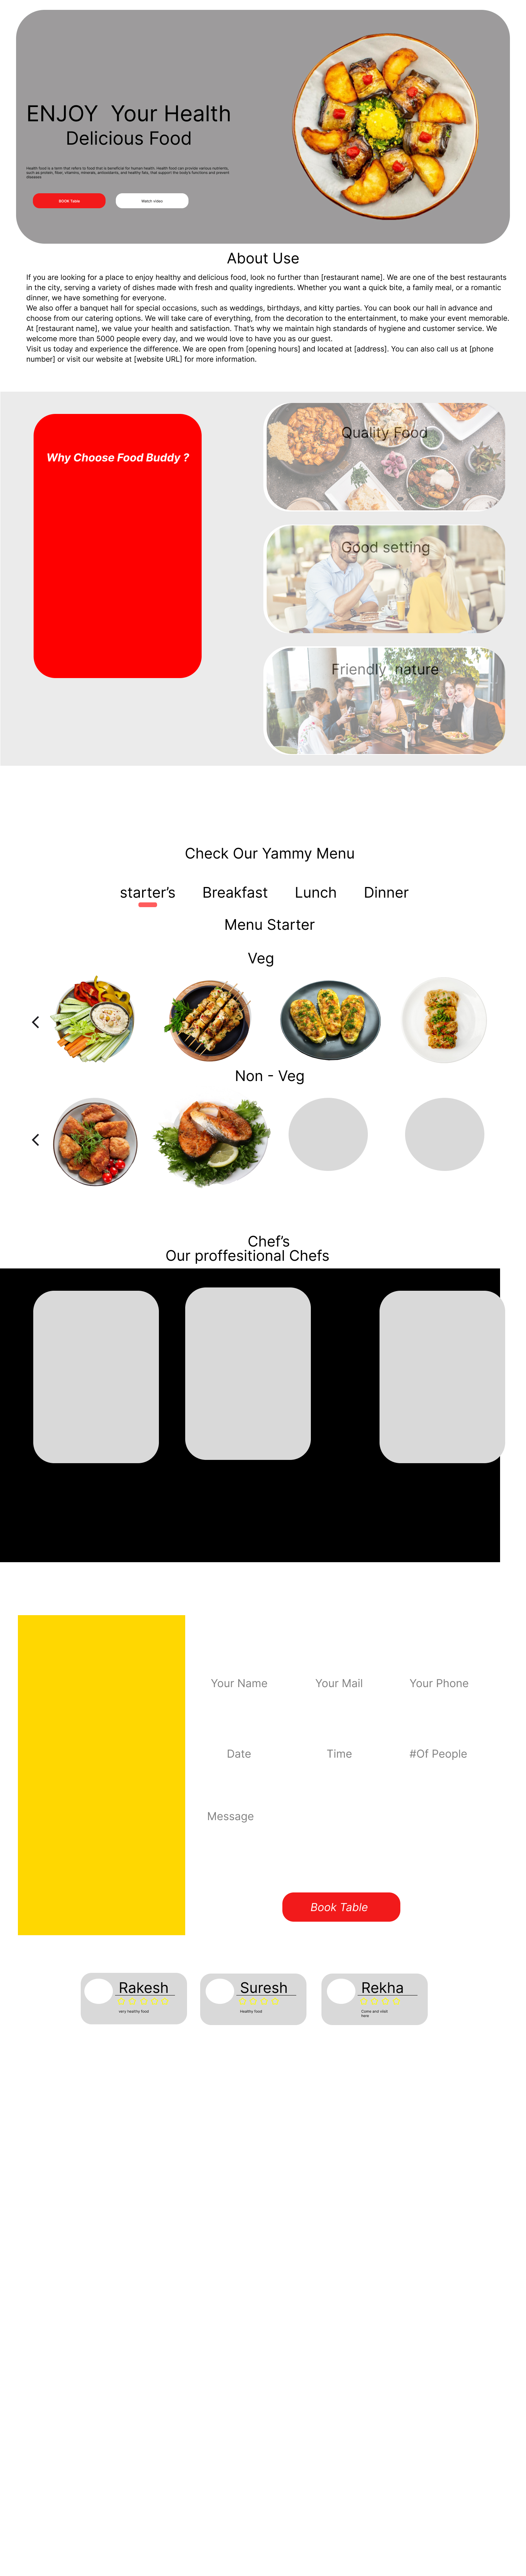 ENJOY  Your Health
Delicious Food
Health food is a term that refers to food that is beneficial for human health. Health food can provide various nutrients,
such as protein, fiber, vitamins, minerals, antioxidants, and healthy fats, that support the body's functions and prevent
diseases
BOOK Table
Watch video
About Use
If you are looking for a place to enjoy healthy and delicious food, look no further than [restaurant name]. We are one of the best restaurants
in the city, serving a variety of dishes made with fresh and quality ingredients. Whether you want a quick bite, a family meal, or a romantic
dinner, we have something for everyone.
We also offer a banquet hall for special occasions, such as weddings, birthdays, and kitty parties. You can book our hall in advance and
choose from our catering options. We will take care of everything, from the decoration to the entertainment, to make your event memorable.
At [restaurant name], we value your health and satisfaction. That's why we maintain high standards of hygiene and customer service. We
welcome more than 5000 people every day, and we would love to have you as our guest.
Visit us today and experience the difference. We are open from [opening hours] and located at [address]. You can also call us at [phone
number] or visit our website at [website URL] for more information.
Why Choose Food Buddy ?
Quality Food
Good setting
Friendly  nature
Check Our Yammy Menu
starter's
Breakfast
Lunch
Dinner
Menu Starter
Veg
Non - Veg
Chef's
Our proffesitional Chefs
Your Name
Your Mail
Your Phone
Date
Time
#Of People
Message
Book Table
Rakesh
very healthy food
Suresh
Healthy food
Rekha
Come and visit
here